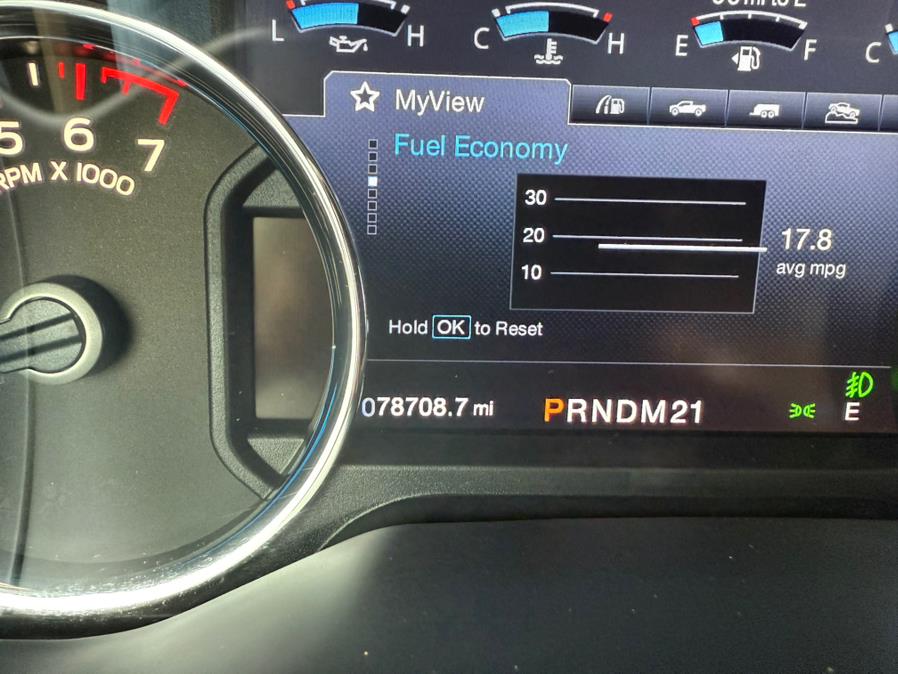 L H C H E F C
5 6 7
RPM X 1000
MyView
Fuel Economy
30
20
10
17.8
avg mpg
Hold OK to Reset
078708.7 mi
PRNDM21
E